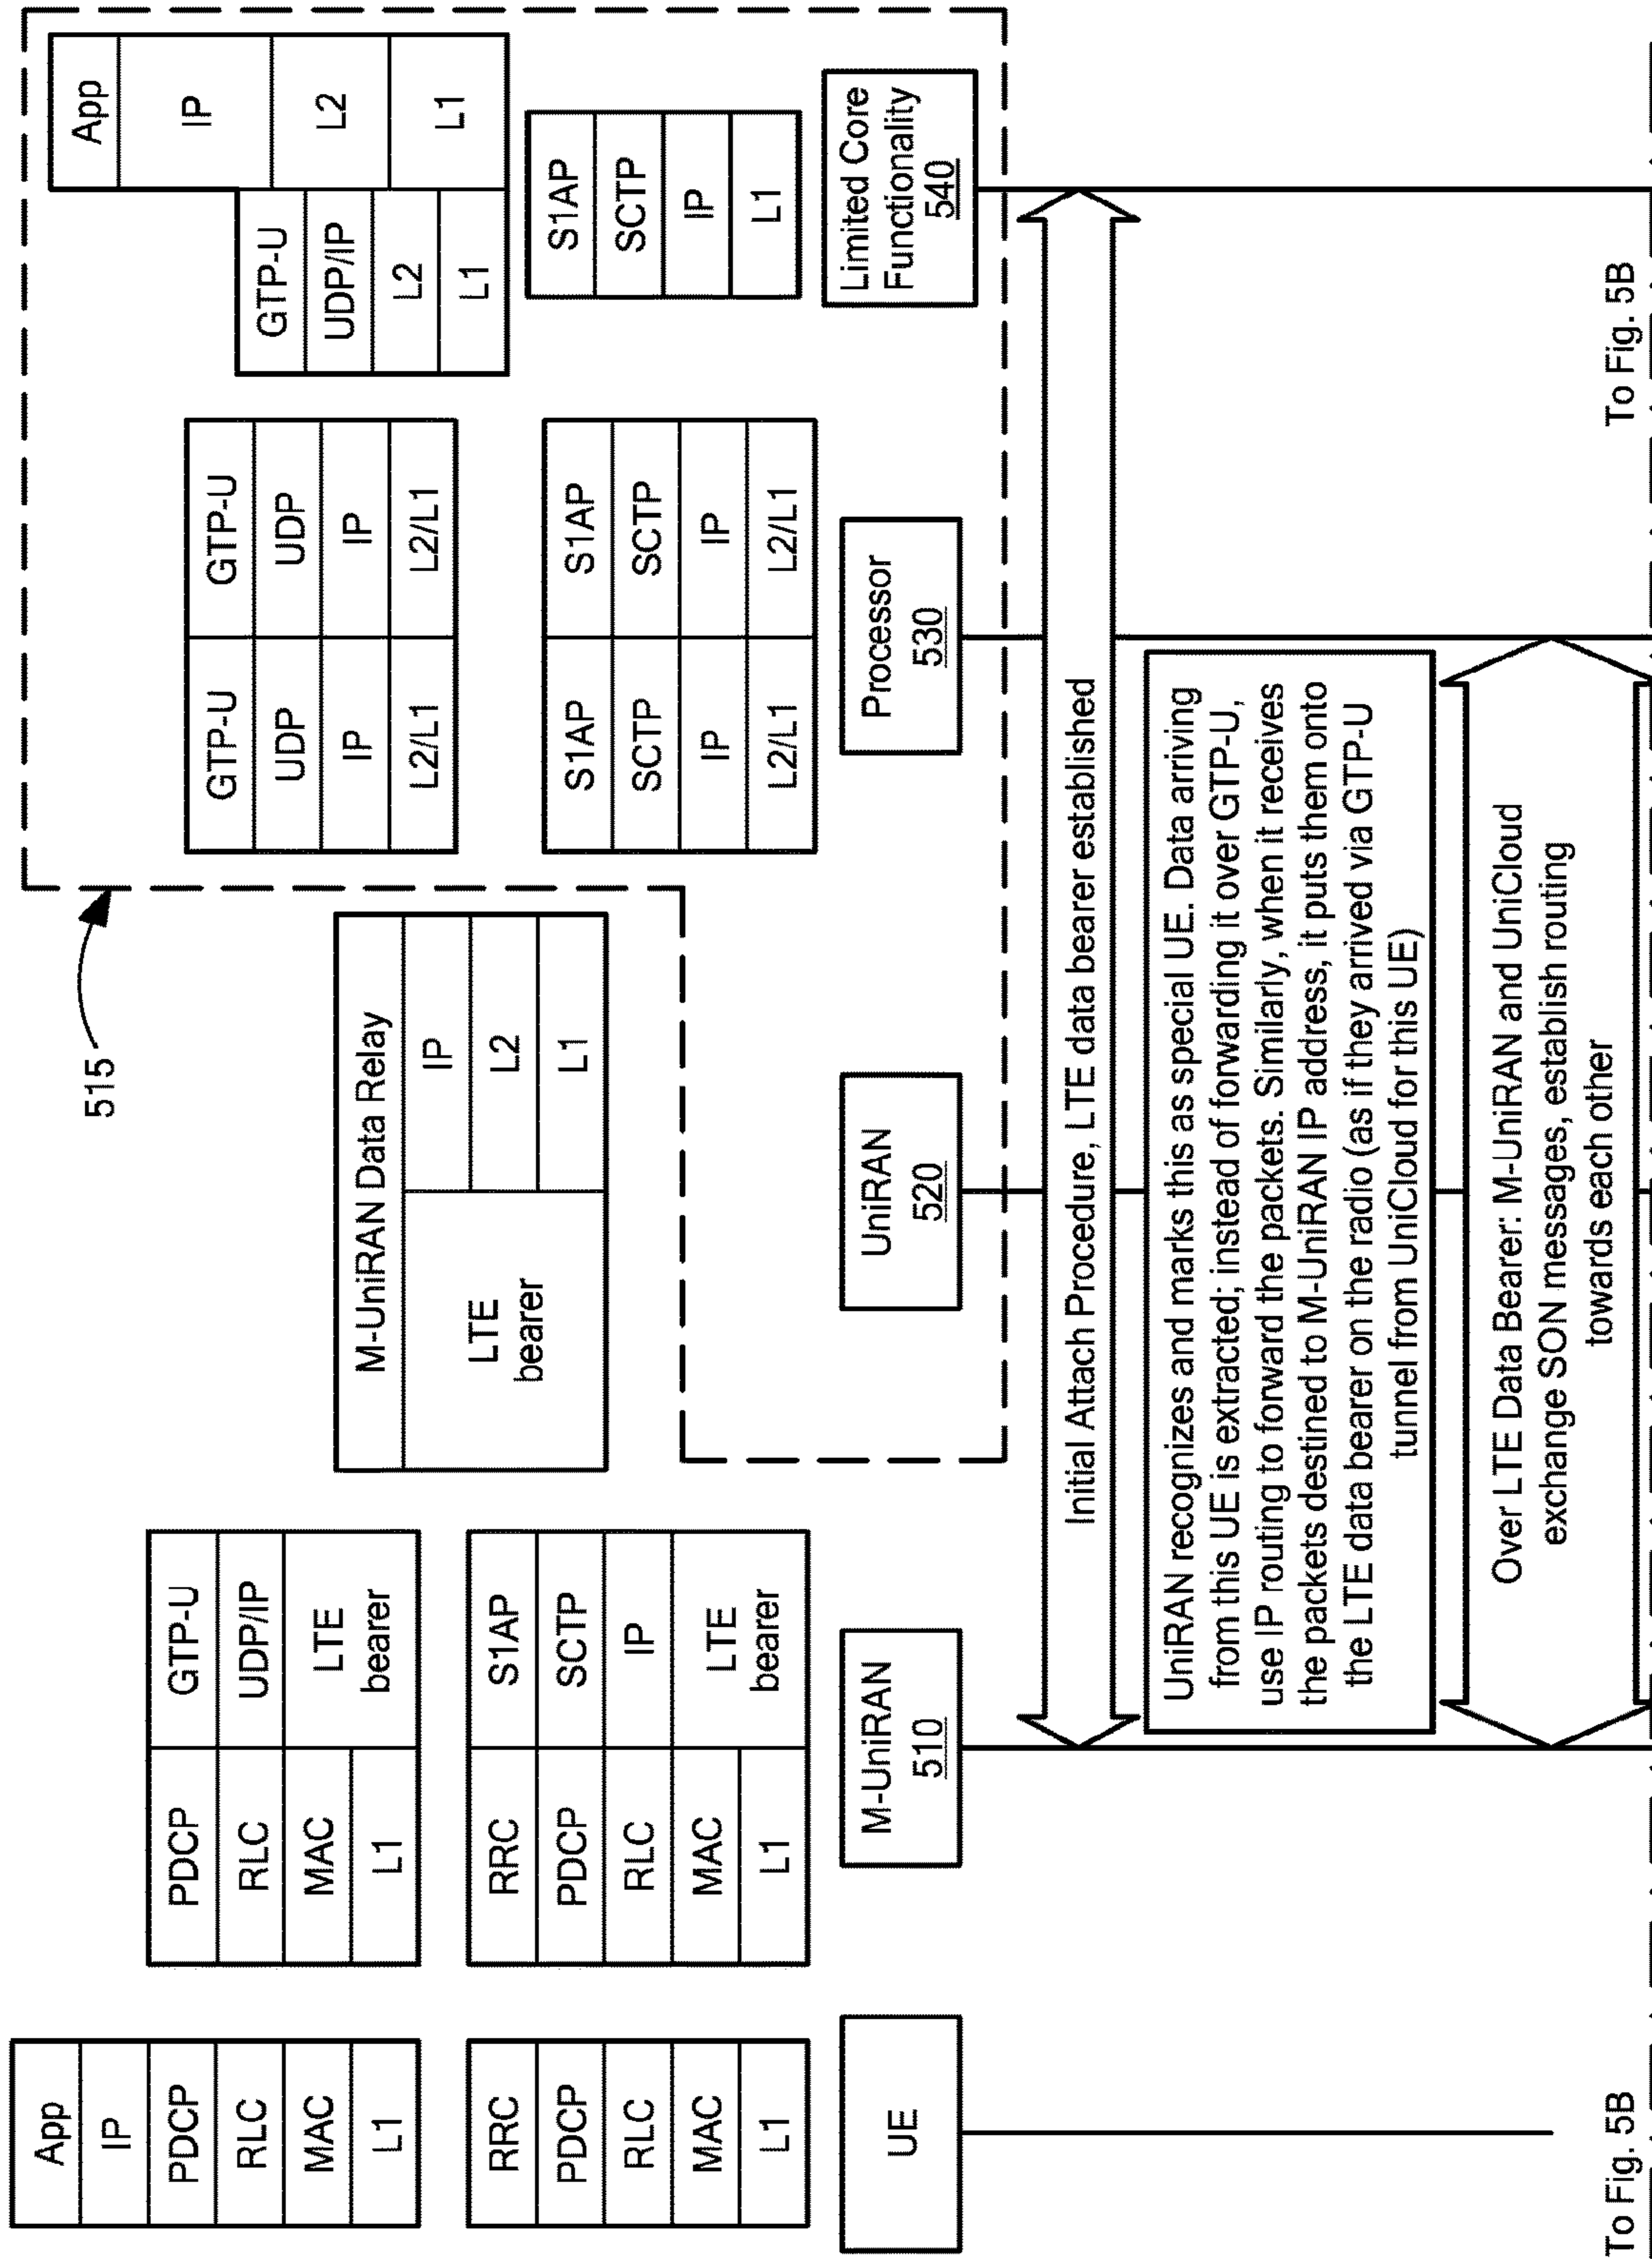 App
IP
PDCP
RLC
MAC
L1
RRC
PDCP
RLC
MAC
L1
UE
PDCP
RLC
MAC
L1
GTP-U
UDP/IP
LTE
bearer
RRC
PDCP
RLC
MAC
L1
S1AP
SCTP
IP
LTE
bearer
M-UniRAN
510
515
M-UniRAN Data Relay
LTE
bearer
IP
L2
L1
UniRAN
520
GTP-U
UDP
IP
L2/L1
GTP-U
UDP
IP
L2/L1
S1AP
SCTP
IP
L2/L1
S1AP
SCTP
IP
L2/L1
Processor
530
GTP-U
UDP/IP
L2
L1
App
IP
L2
L1
S1AP
SCTP
IP
L1
Limited Core
Functionality
540
Initial Attach Procedure, LTE data bearer established
UniRAN recognizes and marks this as special UE. Data arriving
from this UE is extracted; instead of forwarding it over GTP-U,
use IP routing to forward the packets. Similarly, when it receives
the packets destined to M-UniRAN IP address, it puts them onto
the LTE data bearer on the radio (as if they arrived via GTP-U
tunnel from UniCloud for this UE)
Over LTE Data Bearer: M-UniRAN and UniCloud
exchange SON messages, establish routing
towards each other
To Fig. 5B
To Fig. 5B